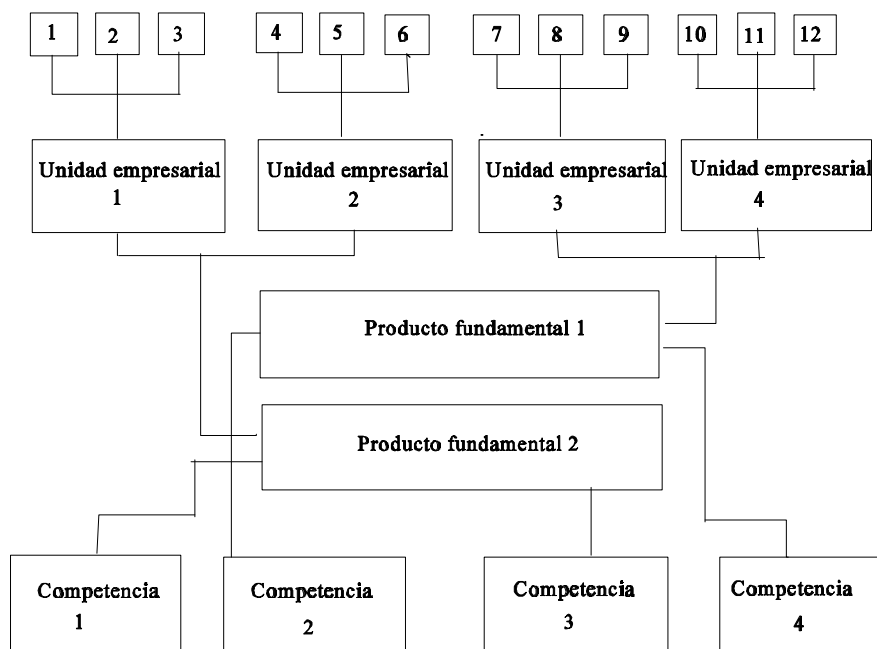 1 2 3 4 5 6 7 8 9 10 11 12
Unidad empresarial Unidad empresarial Unidad empresarial Unidad empresarial
1 2 3 4
Producto fundamental 1
Producto fundamental 2
Competencia Competencia Competencia Competencia
1 2 3 4